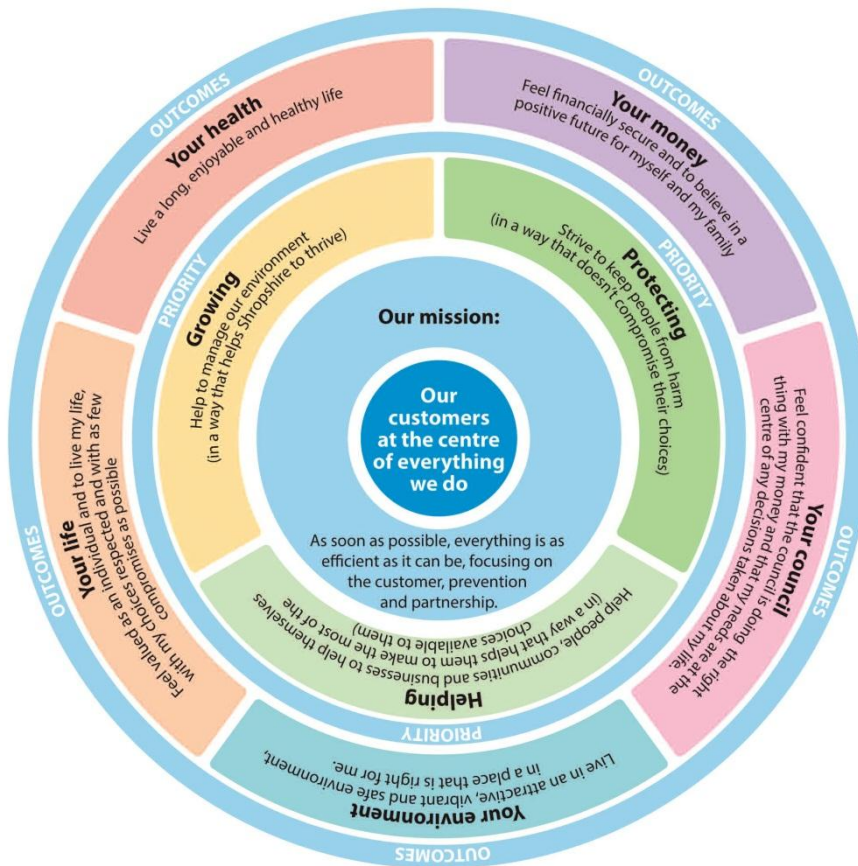 OUTCOMES
Your health
Live a long, enjoyable and healthy life
OUTCOMES
Your money
Feel financially secure and to believe in a
positive future for myself and my family
OUTCOMES
Your council
Feel confident that the council is doing the right
thing with my money and that my needs are at the
centre of any decisions taken about my life.
OUTCOMES
Your environment
Live in an attractive, vibrant and safe environment,
in a place that is right for me.
OUTCOMES
Your life
Feel valued as an individual and to live my life,
with my choices respected and with as few
compromises as possible
PRIORITY
Growing
Help to manage our environment
(in a way that helps Shropshire to thrive)
PRIORITY
Protecting
Strive to keep people from harm
(in a way that doesn't compromise their choices)
PRIORITY
Helping
Help people, communities and businesses to help themselves
(in a way that helps them to make the most of the
choices available to them)
Our mission:
Our
customers
at the centre
of everything
we do
As soon as possible, everything is as
efficient as it can be, focusing on
the customer, prevention
and partnership.